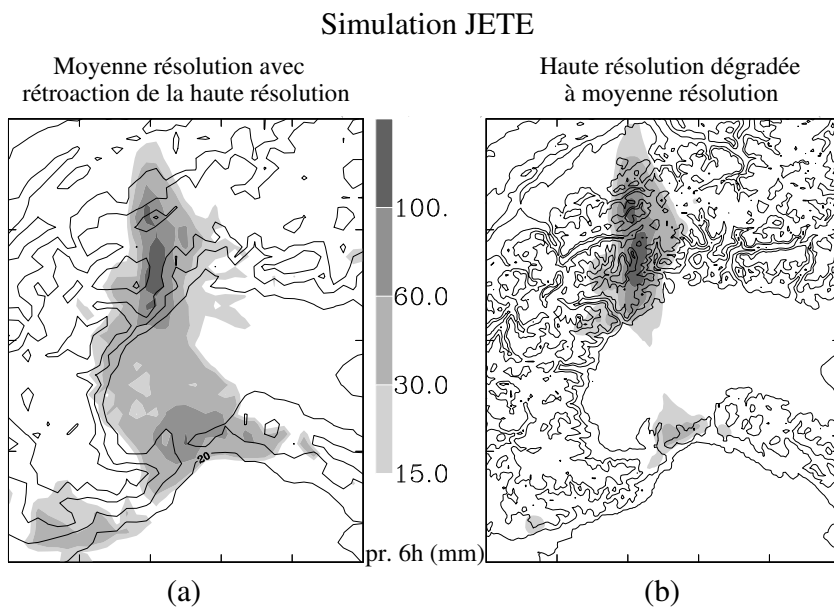 Simulation JETE
Moyenne résolution avec
rétroaction de la haute résolution
Haute résolution dégradée
à moyenne résolution
100.
60.0
30.0
15.0
20
pr. 6h (mm)
(a)
(b)